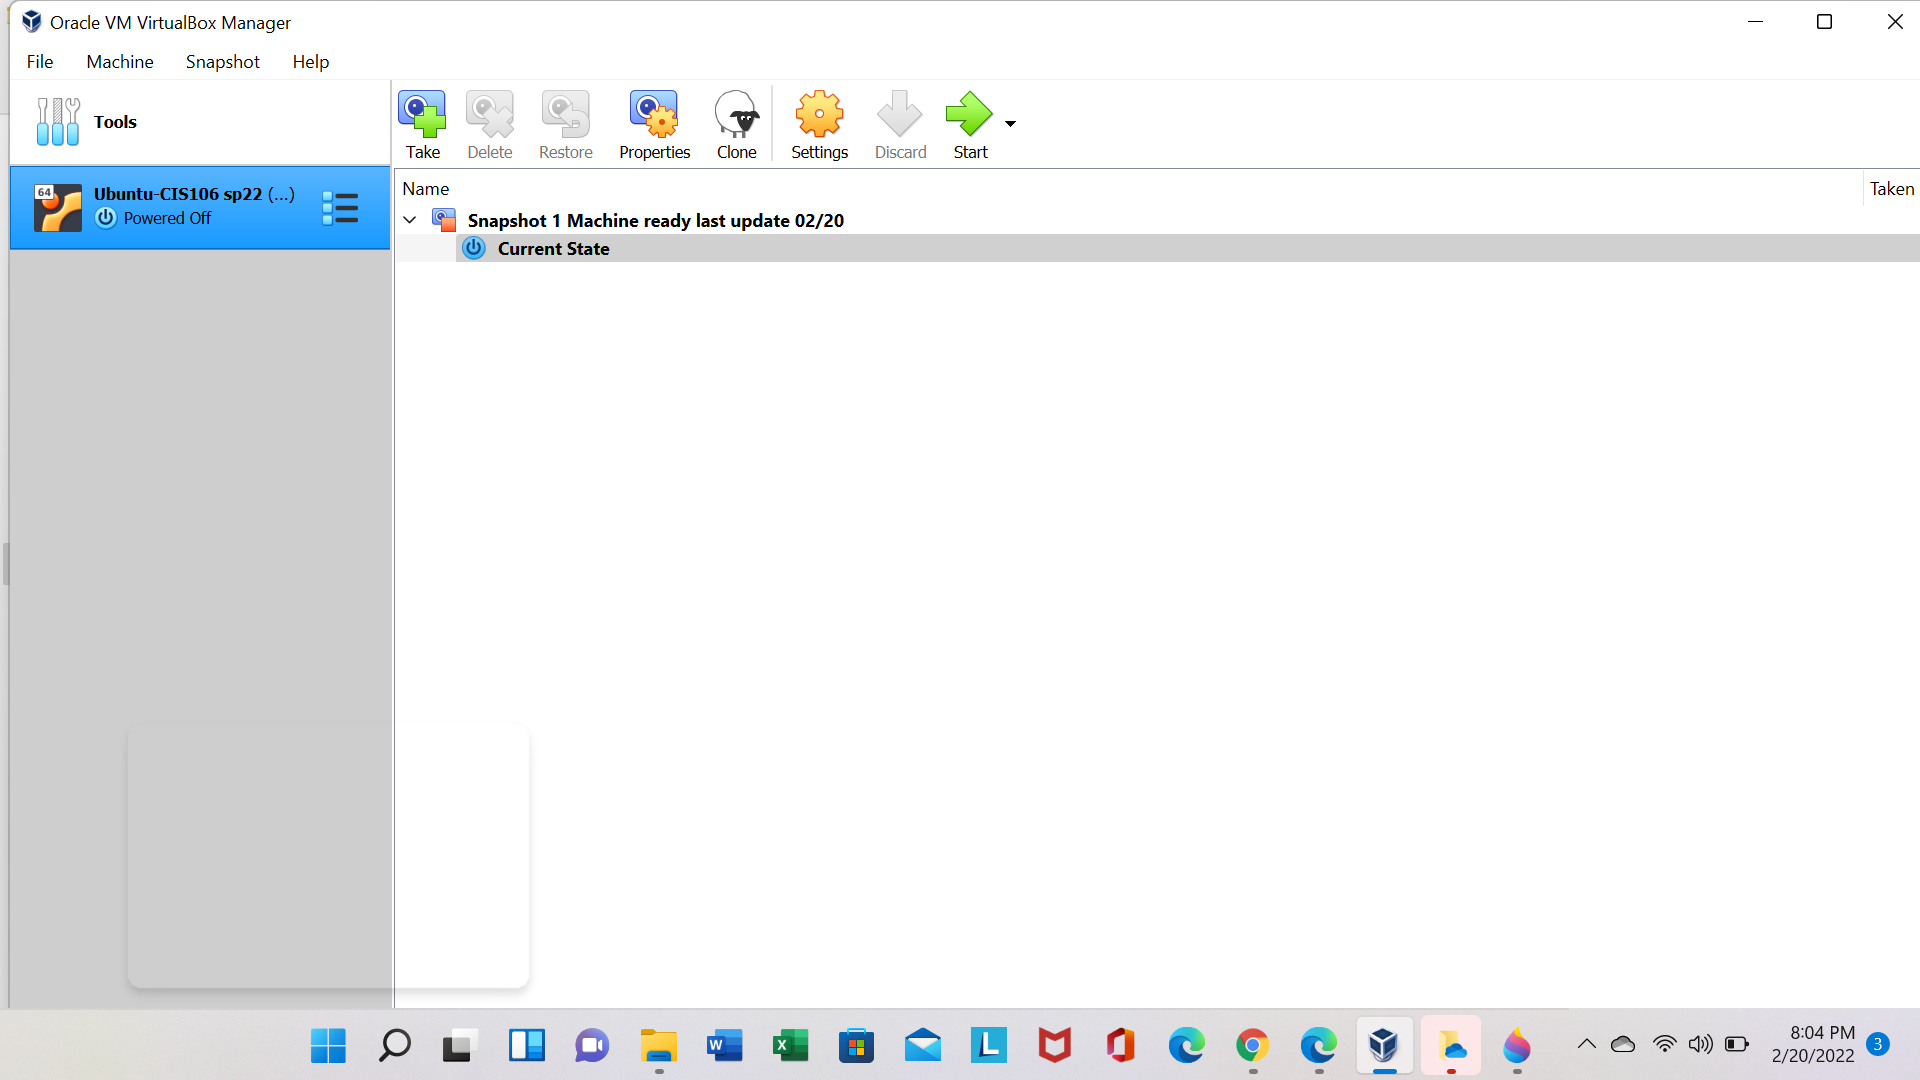 Oracle VM VirtualBox Manager
File Machine Snapshot Help
Tools
Take Delete Restore Properties Clone Settings Discard Start
64
Ubuntu-CIS106 sp22 (...)
Powered Off
Name Taken
Snapshot 1 Machine ready last update 02/20
Current State
W X L
8:04 PM
2/20/2022
3